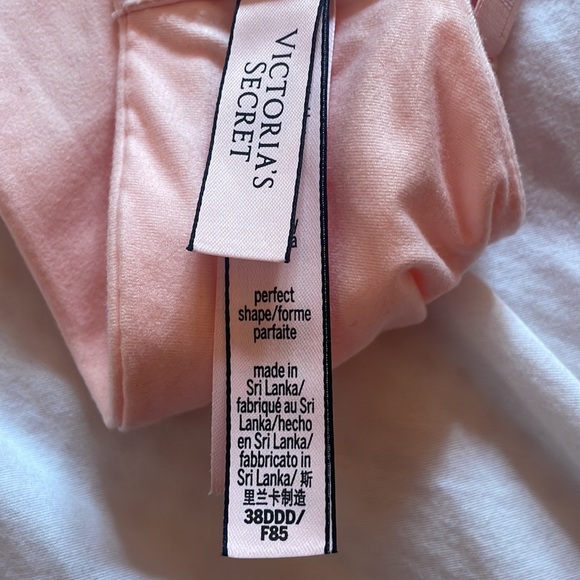 VICTORIA'S
SECRET
perfect
shape/forme
parfaite
made in
Sri Lanka/
fabriqué au Sri
Lanka/hecho
en Sri Lanka/
fabbricato in
Sri Lanka/ 斯
里兰卡制造
38DDD/
F85